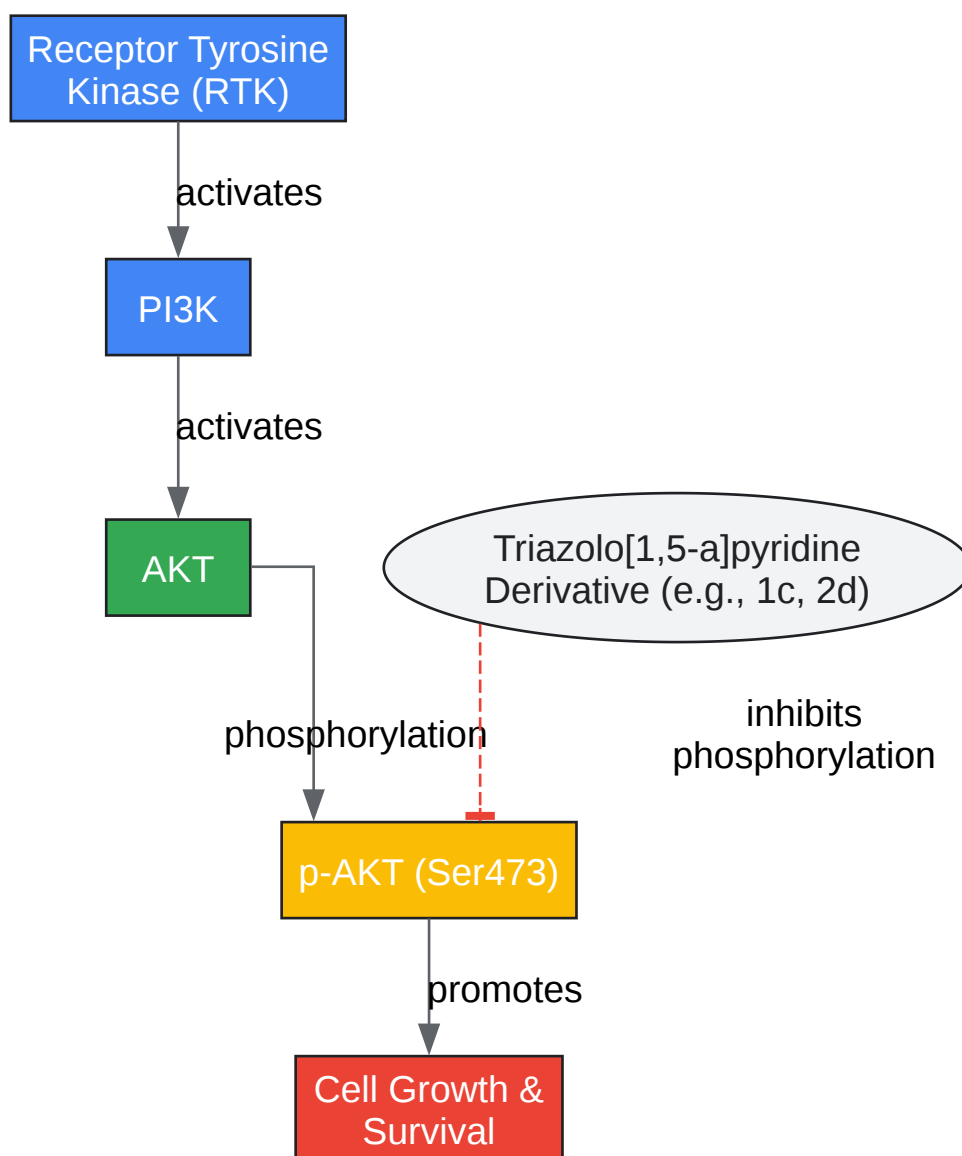 Receptor Tyrosine
Kinase (RTK)
activates
PI3K
activates
AKT
Triazolo[1,5-a]pyridine
Derivative (e.g., 1c, 2d)
phosphorylation
inhibits
phosphorylation
p-AKT (Ser473)
promotes
Cell Growth &
Survival